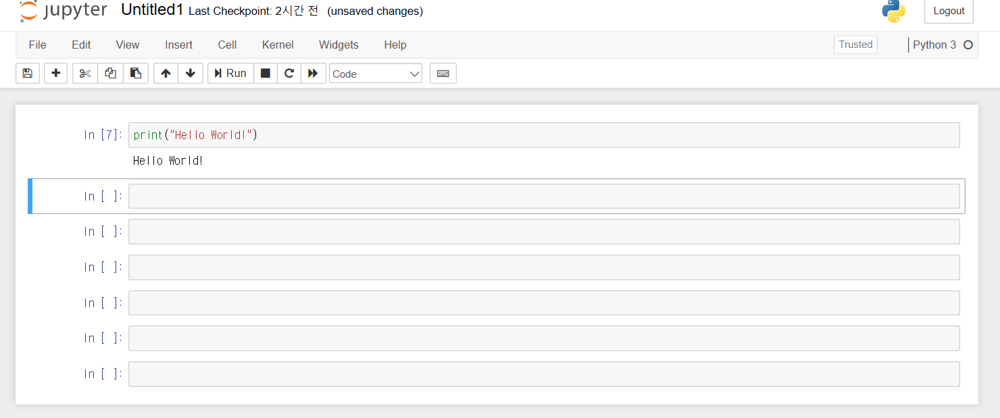 jupyter Untitled1 Last Checkpoint: 2시간 전 (unsaved changes) Logout
File Edit View Insert Cell Kernel Widgets Help Trusted Python 3
Run Code
In [7]: print("Hello World!")
Hello World!
In [ ]:
In [ ]:
In [ ]:
In [ ]:
In [ ]:
In [ ]: